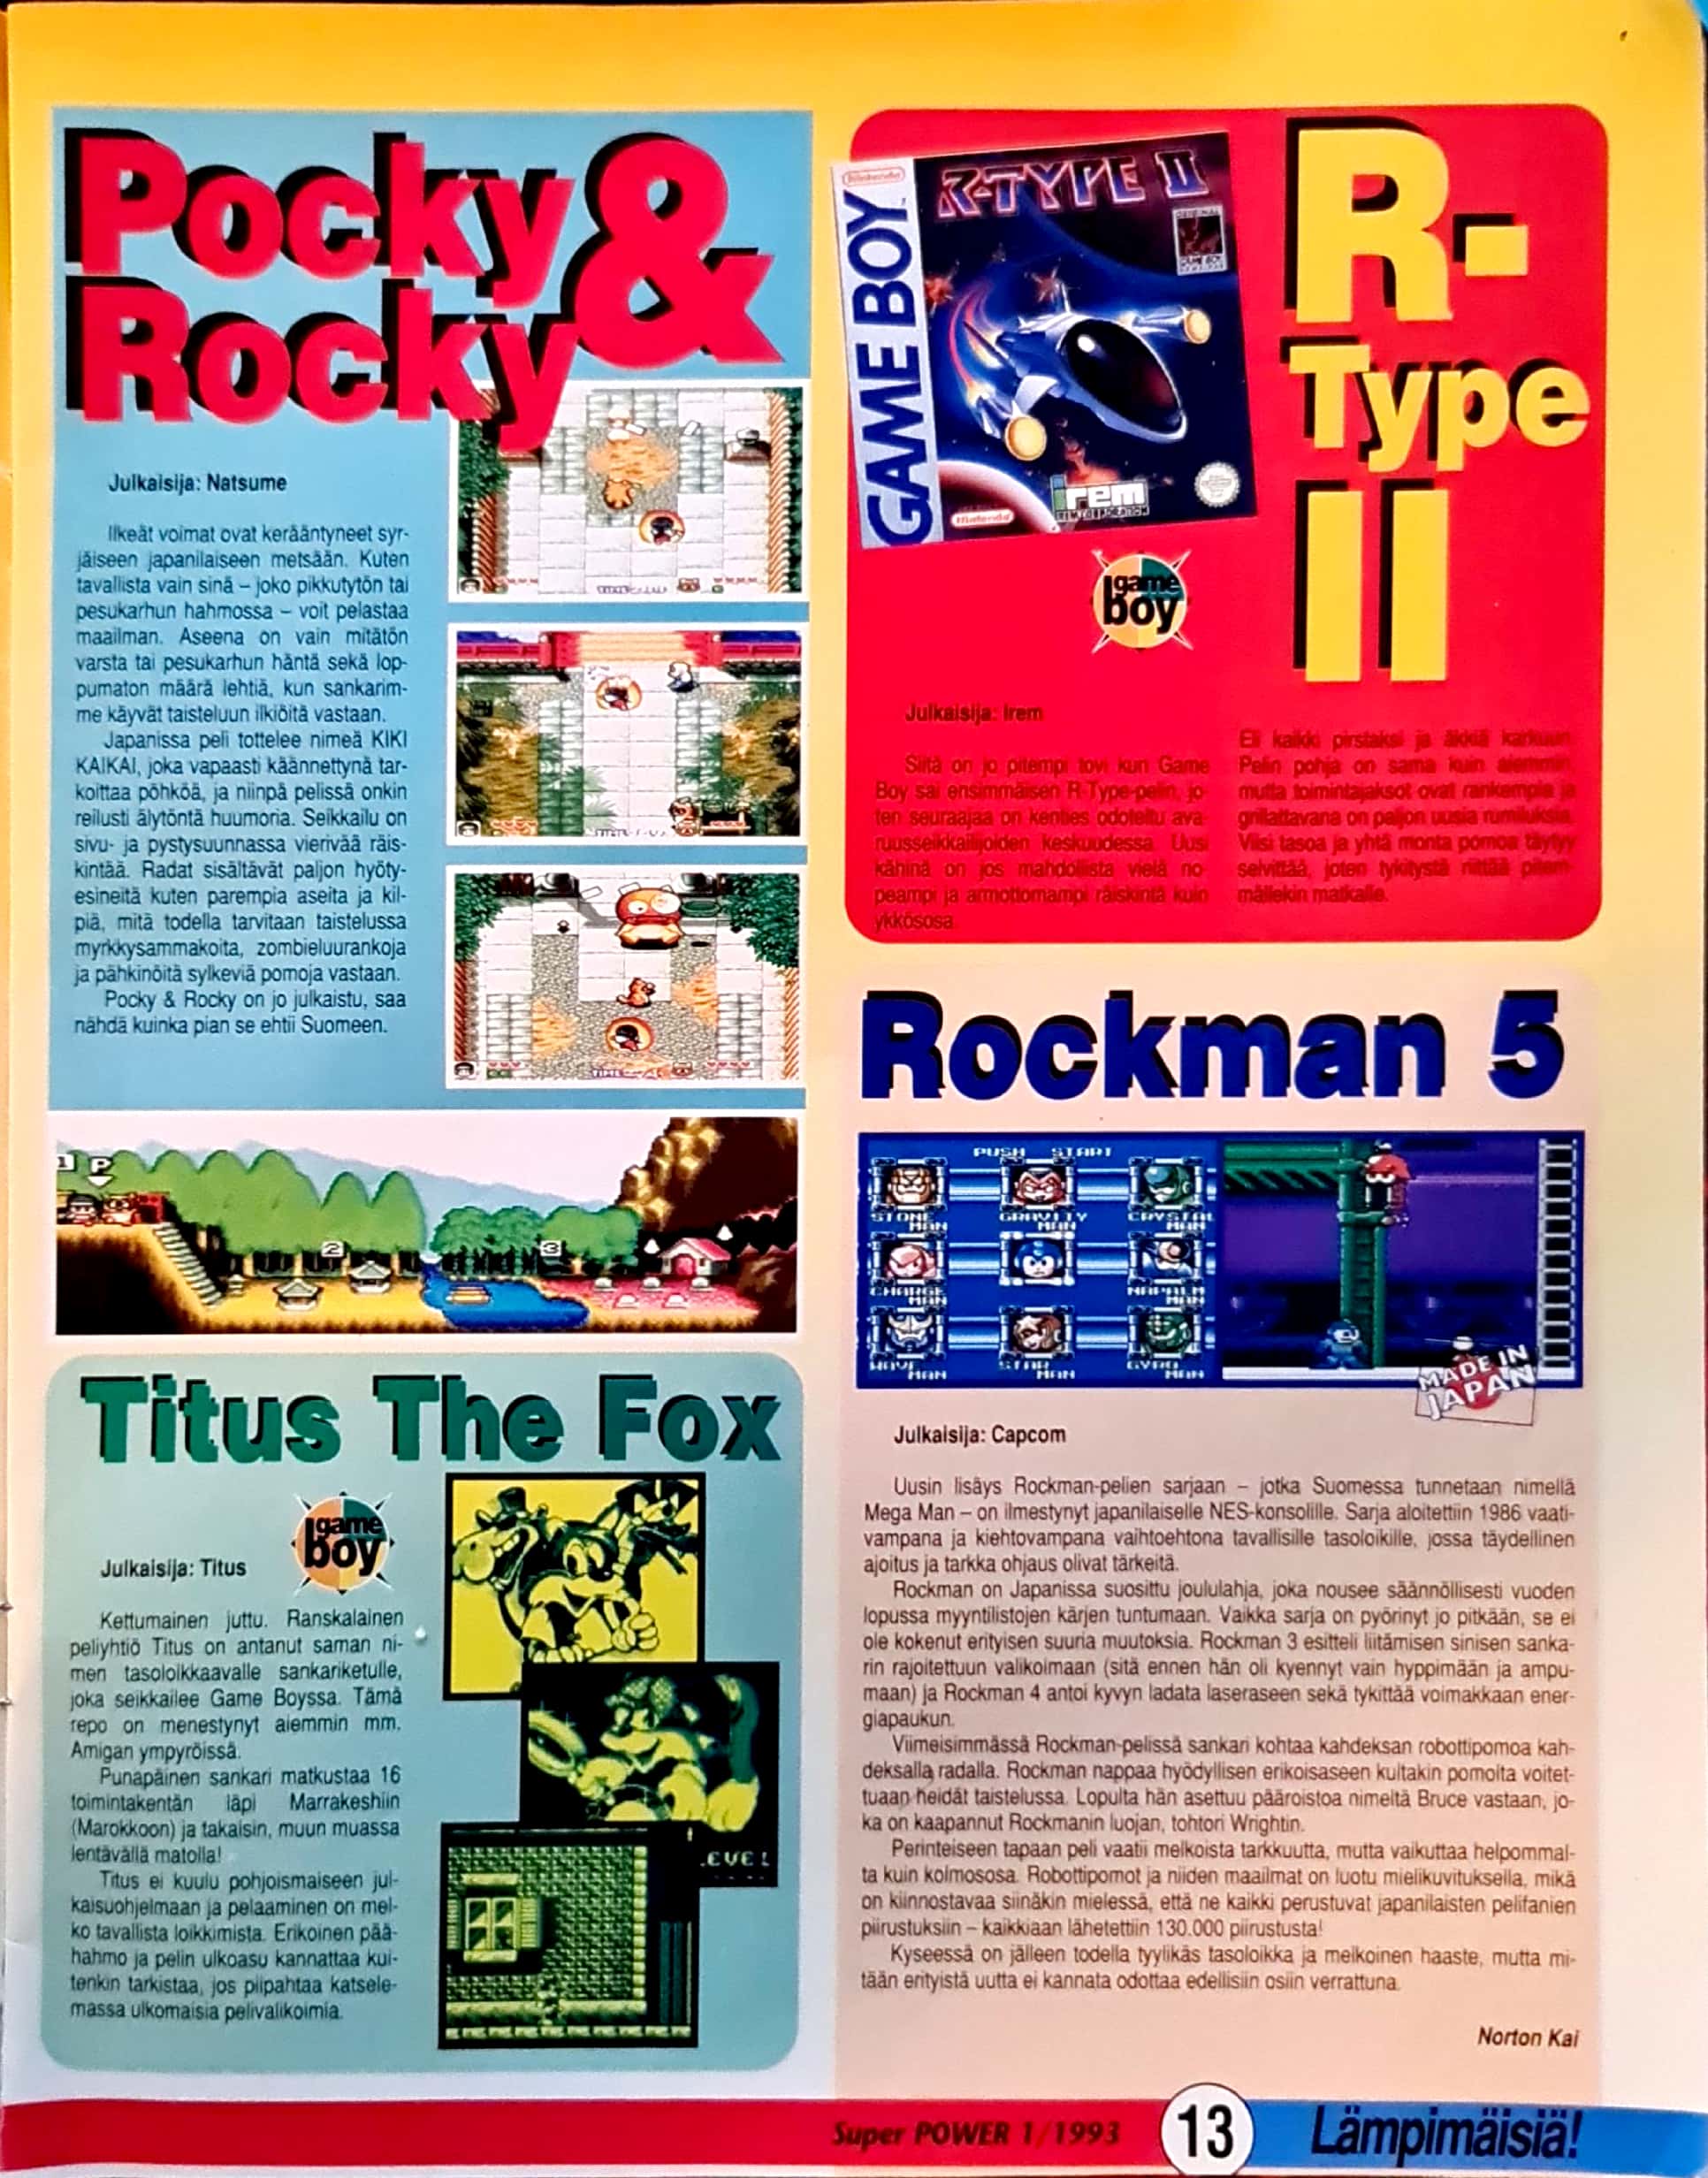 Pocky &
Rocky
Julkaisija: Natsume
Ilkeät voimat ovat kerääntyneet syr-
jäiseen japanilaiseen metsään. Kuten
tavallista vain sinä – joko pikkutytön tai
pesukarhun hahmossa – voit pelastaa
maailman. Aseena on vain mitätön
varsta tai pesukarhun häntä sekä lop-
pumaton määrä lehtiä, kun sankarim-
me käyvät taisteluun ilkiöitä vastaan.
Japanissa peli tottelee nimeä KIKI
KAIKAI, joka vapaasti käännettynä tar-
koittaa pöhköä, ja niinpä pelissä onkin
reilusti älytöntä huumoria. Seikkailu on
sivu- ja pystysuunnassa vierivää räis-
kintää. Radat sisältävät paljon hyöty-
esineitä kuten parempia aseita ja kil-
piä, mitä todella tarvitaan taistelussa
myrkkysammakoita, zombieluurankoja
ja pähkinöitä sylkeviä pomoja vastaan.
Pocky & Rocky on jo julkaistu, saa
nähdä kuinka pian se ehtii Suomeen.
1 P
2
3
Titus The Fox
game
boy
Julkaisija: Titus
Kettumainen juttu. Ranskalainen
peliyhtiö Titus on antanut saman ni-
men tasoloikkaavalle sankariketulle,
joka seikkailee Game Boyssa. Tämä
repo on menestynyt aiemmin mm.
Amigan ympyröissä.
Punapäinen sankari matkustaa 16
toimintakentän läpi Marrakeshiin
(Marokkoon) ja takaisin, muun muassa
lentävällä matolla!
Titus ei kuulu pohjoismaiseen jul-
kaisuohjelmaan ja pelaaminen on mel-
ko tavallista loikkimista. Erikoinen pää-
hahmo ja pelin ulkoasu kannattaa kui-
tenkin tarkistaa, jos piipahtaa katsele-
massa ulkomaisia pelivalikoimia.
EVEL
R-
Type
II
Nintendo
GAME BOY
R-TYPE II
irem
Nintendo
game
boy
Julkaisija: Irem
Siitä on jo pitempi tovi kun Game
Boy sai ensimmäisen R-Type-pelin, jo-
ten seuraajaa on kenties odoteltu ava-
ruusseikkailijoiden keskuudessa. Uusi
kähinä on jos mahdollista vielä no-
peampi ja armottomampi räiskintä kuin
ykkösosa.
Eli kaikki pirstaksi ja äkkiä karkuun.
Pelin pohja on sama kuin aiemmin,
mutta toimintajaksot ovat rankempia ja
grillattavana on paljon uusia rumiluksia.
Viisi tasoa ja yhtä monta pomoa täytyy
selvittää, joten tykitystä riittää pitem-
mällekin matkalle.
Rockman 5
PUSH START
STONE MAN
GRAVITY MAN
CRYSTAL MAN
CHARGE MAN
NAPALM MAN
WAVE MAN
STAR MAN
GYRO MAN
MADE IN
JAPAN
Julkaisija: Capcom
Uusin lisäys Rockman-pelien sarjaan – jotka Suomessa tunnetaan nimellä
Mega Man – on ilmestynyt japanilaiselle NES-konsolille. Sarja aloitettiin 1986 vaati-
vampana ja kiehtovampana vaihtoehtona tavallisille tasoloikille, jossa täydellinen
ajoitus ja tarkka ohjaus olivat tärkeitä.
Rockman on Japanissa suosittu joululahja, joka nousee säännöllisesti vuoden
lopussa myyntilistojen kärjen tuntumaan. Vaikka sarja on pyörinyt jo pitkään, se ei
ole kokenut erityisen suuria muutoksia. Rockman 3 esitteli liitämisen sinisen sanka-
rin rajoitettuun valikoimaan (sitä ennen hän oli kyennyt vain hyppimään ja ampu-
maan) ja Rockman 4 antoi kyvyn ladata laseraseen sekä tykittää voimakkaan ener-
giapaukun.
Viimeisimmässä Rockman-pelissä sankari kohtaa kahdeksan robottipomoa kah-
deksalla radalla. Rockman nappaa hyödyllisen erikoisaseen kultakin pomolta voitet-
tuaan heidät taistelussa. Lopulta hän asettuu pääroistoa nimeltä Bruce vastaan, jo-
ka on kaapannut Rockmanin luojan, tohtori Wrightin.
Perinteiseen tapaan peli vaatii melkoista tarkkuutta, mutta vaikuttaa helpommal-
ta kuin kolmososa. Robottipomot ja niiden maailmat on luotu mielikuvituksella, mikä
on kiinnostavaa siinäkin mielessä, että ne kaikki perustuvat japanilaisten pelifanien
piirustuksiin – kaikkiaan lähetettiin 130.000 piirustusta!
Kyseessä on jälleen todella tyylikäs tasoloikka ja melkoinen haaste, mutta mi-
tään erityistä uutta ei kannata odottaa edellisiin osiin verrattuna.
Norton Kai
Super POWER 1/1993
13
Lämpimäisiä!